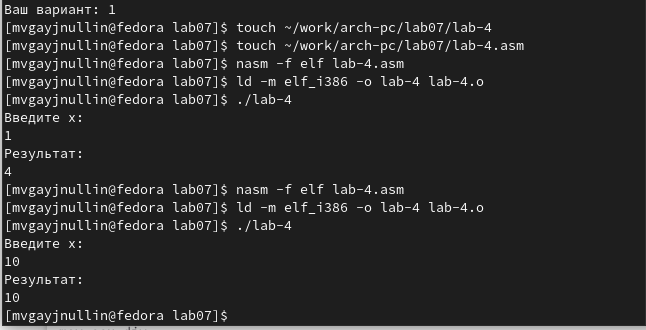 Ваш вариант: 1
[mvgayjnullin@fedora lab07]$ touch ~/work/arch-pc/lab07/lab-4
[mvgayjnullin@fedora lab07]$ touch ~/work/arch-pc/lab07/lab-4.asm
[mvgayjnullin@fedora lab07]$ nasm -f elf lab-4.asm
[mvgayjnullin@fedora lab07]$ ld -m elf_i386 -o lab-4 lab-4.o
[mvgayjnullin@fedora lab07]$ ./lab-4
Введите x:
1
Результат:
4
[mvgayjnullin@fedora lab07]$ nasm -f elf lab-4.asm
[mvgayjnullin@fedora lab07]$ ld -m elf_i386 -o lab-4 lab-4.o
[mvgayjnullin@fedora lab07]$ ./lab-4
Введите x:
10
Результат:
10
[mvgayjnullin@fedora lab07]$